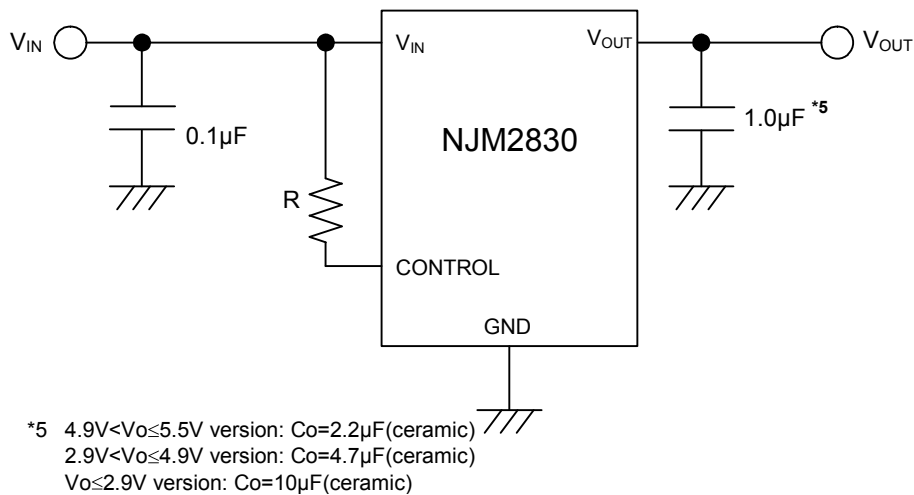 VIN
VIN
VOUT
VOUT
0.1µF
1.0µF *5
NJM2830
R
CONTROL
GND
*5 4.9V<Vo≤5.5V version: Co=2.2µF(ceramic)
2.9V<Vo≤4.9V version: Co=4.7µF(ceramic)
Vo≤2.9V version: Co=10µF(ceramic)